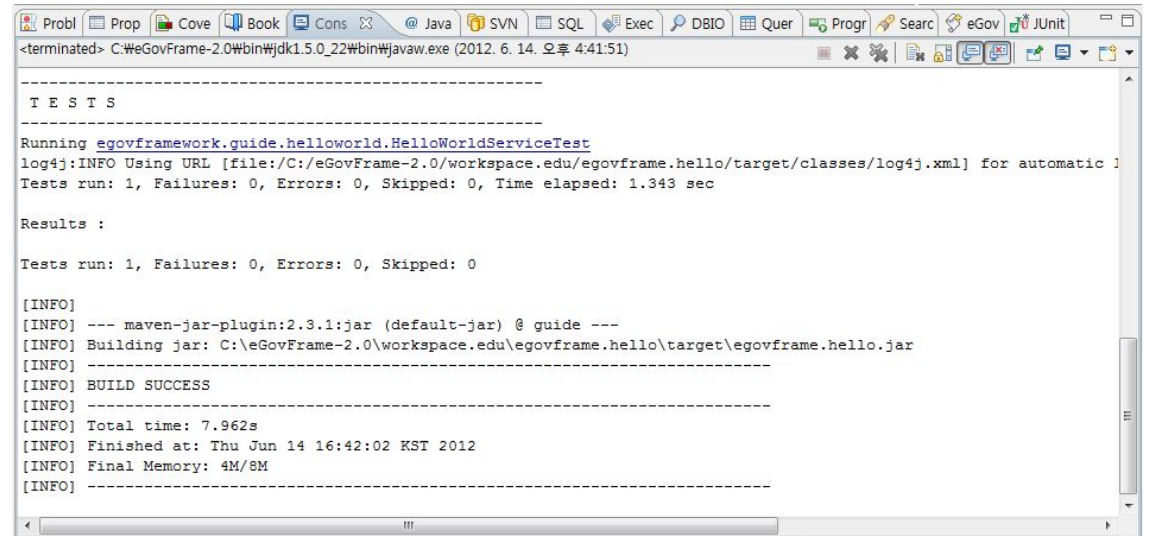 Probl Prop Cove Book Cons @ Java SVN SQL Exec DBIO Quer Progr Searc eGov JUnit
<terminated> C:₩eGovFrame-2.0₩bin₩jdk1.5.0_22₩bin₩javaw.exe (2012. 6. 14. 오후 4:41:51)
-------------------------------------------------------
T E S T S
-------------------------------------------------------
Running egovframework.guide.helloworld.HelloWorldServiceTest
log4j:INFO Using URL [file:/C:/eGovFrame-2.0/workspace.edu/egovframe.hello/target/classes/log4j.xml] for automatic l
Tests run: 1, Failures: 0, Errors: 0, Skipped: 0, Time elapsed: 1.343 sec
Results :
Tests run: 1, Failures: 0, Errors: 0, Skipped: 0
[INFO]
[INFO] --- maven-jar-plugin:2.3.1:jar (default-jar) @ guide ---
[INFO] Building jar: C:\eGovFrame-2.0\workspace.edu\egovframe.hello\target\egovframe.hello.jar
[INFO] ------------------------------------------------------------------------
[INFO] BUILD SUCCESS
[INFO] ------------------------------------------------------------------------
[INFO] Total time: 7.962s
[INFO] Finished at: Thu Jun 14 16:42:02 KST 2012
[INFO] Final Memory: 4M/8M
[INFO] ------------------------------------------------------------------------